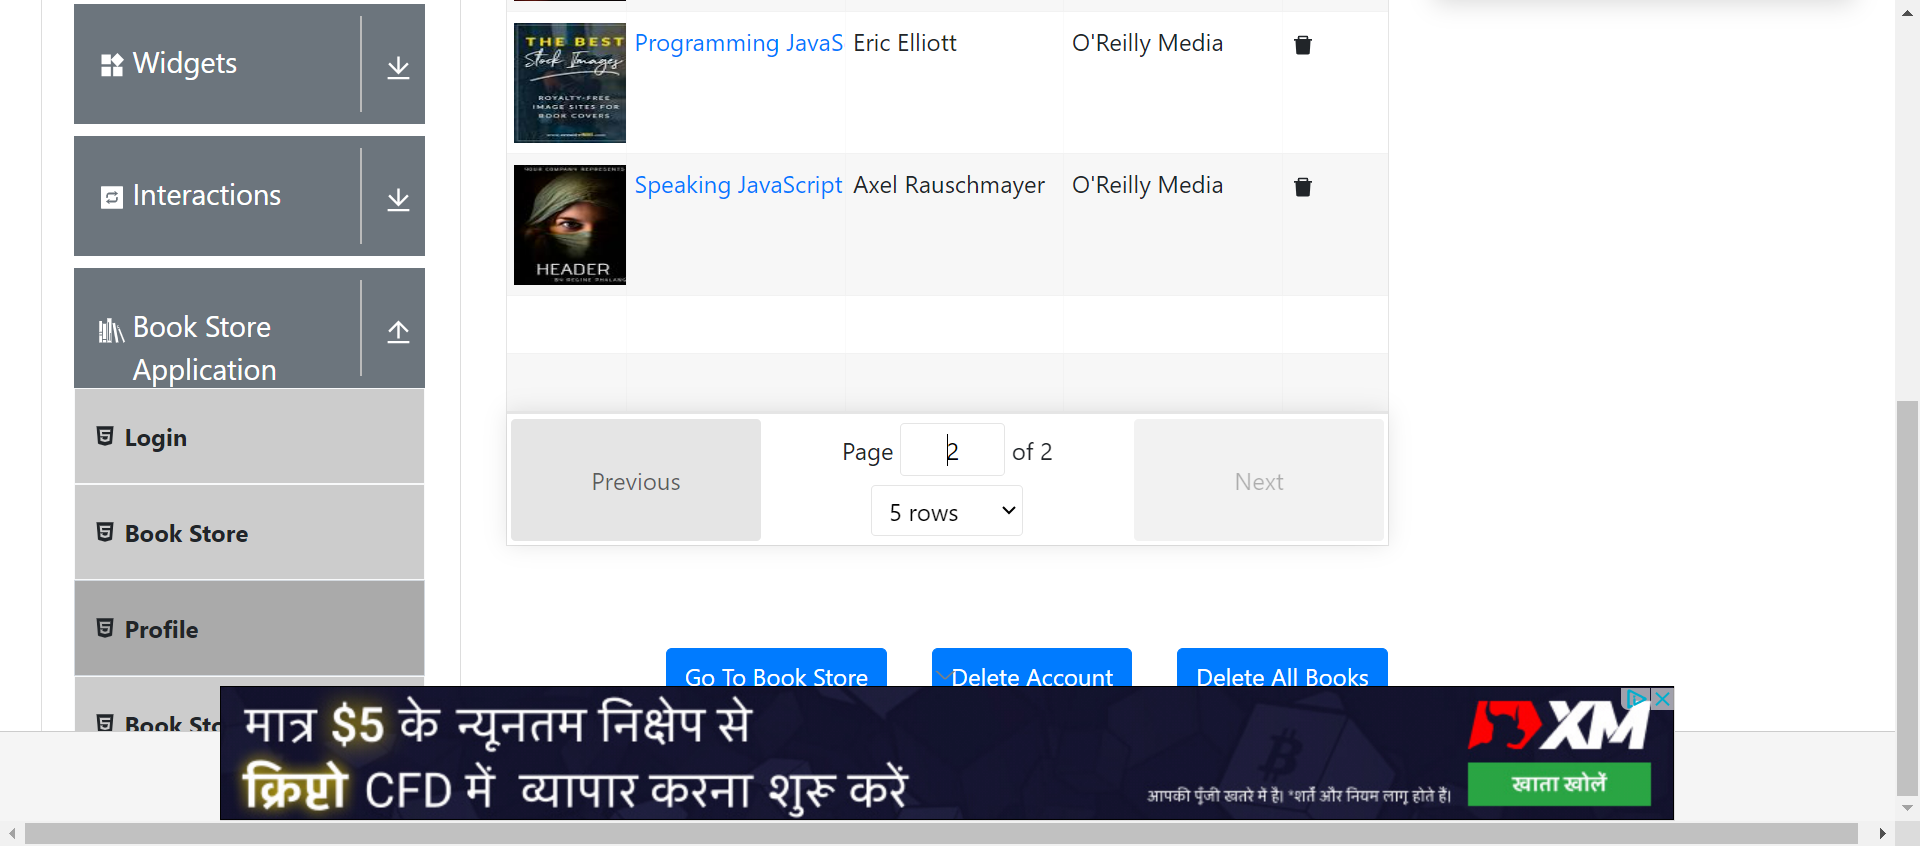 Widgets
Interactions
Book Store
Application
Login
Book Store
Profile
Book Sto
THE BEST
Stock Images
ROYALTY-FREE
IMAGE SITES FOR
BOOK COVERS
Programming JavaS
Eric Elliott
O'Reilly Media
YOUR COMPANY REPRESENTS
HEADER
Speaking JavaScript
Axel Rauschmayer
O'Reilly Media
Previous
Page 2 of 2
5 rows
Next
Go To Book Store
Delete Account
Delete All Books
मात्र $5 के न्यूनतम निक्षेप से
क्रिप्टो CFD में व्यापार करना शुरू करें
आपकी पूँजी खतरे में है। *शर्तें और नियम लागू होते हैं।
XM
खाता खोलें